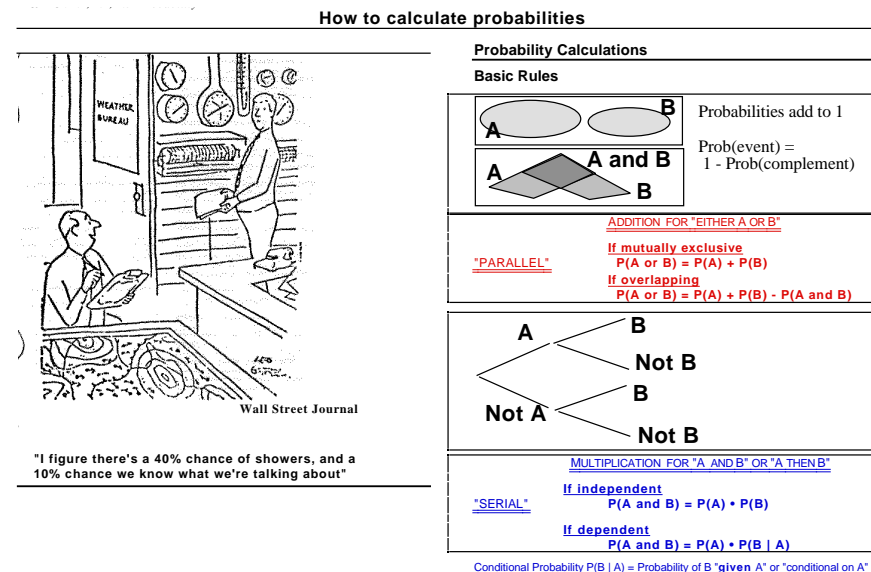 How to calculate probabilities
WEATHER
BUREAU
Wall Street Journal
"I figure there's a 40% chance of showers, and a
10% chance we know what we're talking about"
Probability Calculations
Basic Rules
A
B
Probabilities add to 1
Prob(event) =
1 - Prob(complement)
A
A and B
B
ADDITION FOR "EITHER A OR B"
"PARALLEL"
If mutually exclusive
P(A or B) = P(A) + P(B)
If overlapping
P(A or B) = P(A) + P(B) - P(A and B)
A
B
Not B
Not A
B
Not B
MULTIPLICATION FOR "A AND B" OR "A THEN B"
"SERIAL"
If independent
P(A and B) = P(A) • P(B)
If dependent
P(A and B) = P(A) • P(B | A)
Conditional Probability P(B | A) = Probability of B "given A" or "conditional on A"